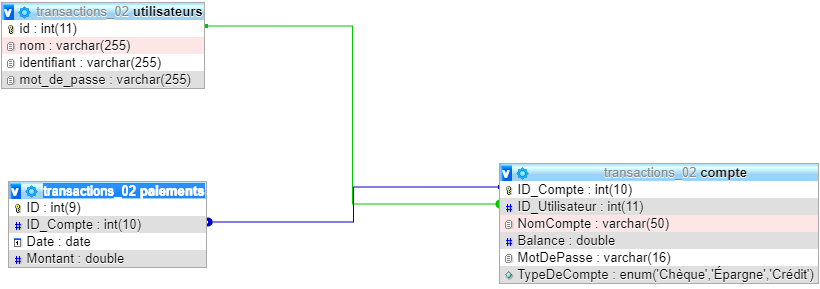 transactions_02 utilisateurs
id : int(11)
nom : varchar(255)
identifiant : varchar(255)
mot_de_passe : varchar(255)
transactions_02 paiements
ID : int(9)
ID_Compte : int(10)
Date : date
Montant : double
transactions_02 compte
ID_Compte : int(10)
ID_Utilisateur : int(11)
NomCompte : varchar(50)
Balance : double
MotDePasse : varchar(16)
TypeDeCompte : enum('Chèque','Épargne','Crédit')